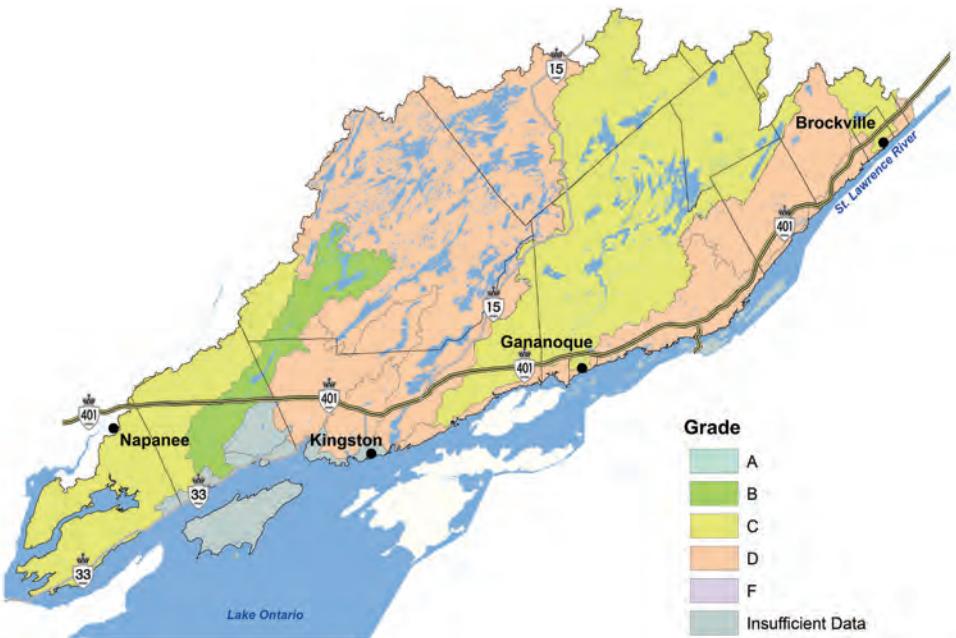 15
Brockville
St. Lawrence River
401
15
Gananoque
401
401
401
Napanee
Kingston
33
33
Lake Ontario
Grade
A
B
C
D
F
Insufficient Data